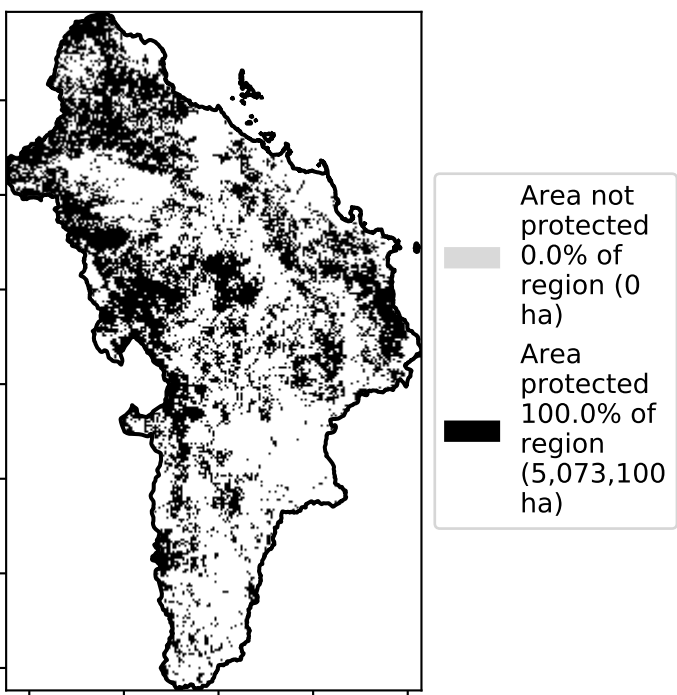 Area not
protected
0.0% of
region (0
ha)
Area
protected
100.0% of
region
(5,073,100
ha)